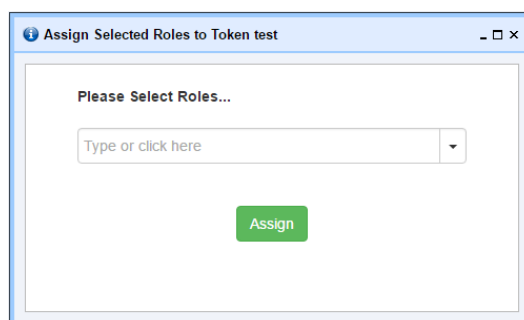 Assign Selected Roles to Token test
Please Select Roles...
Type or click here
Assign